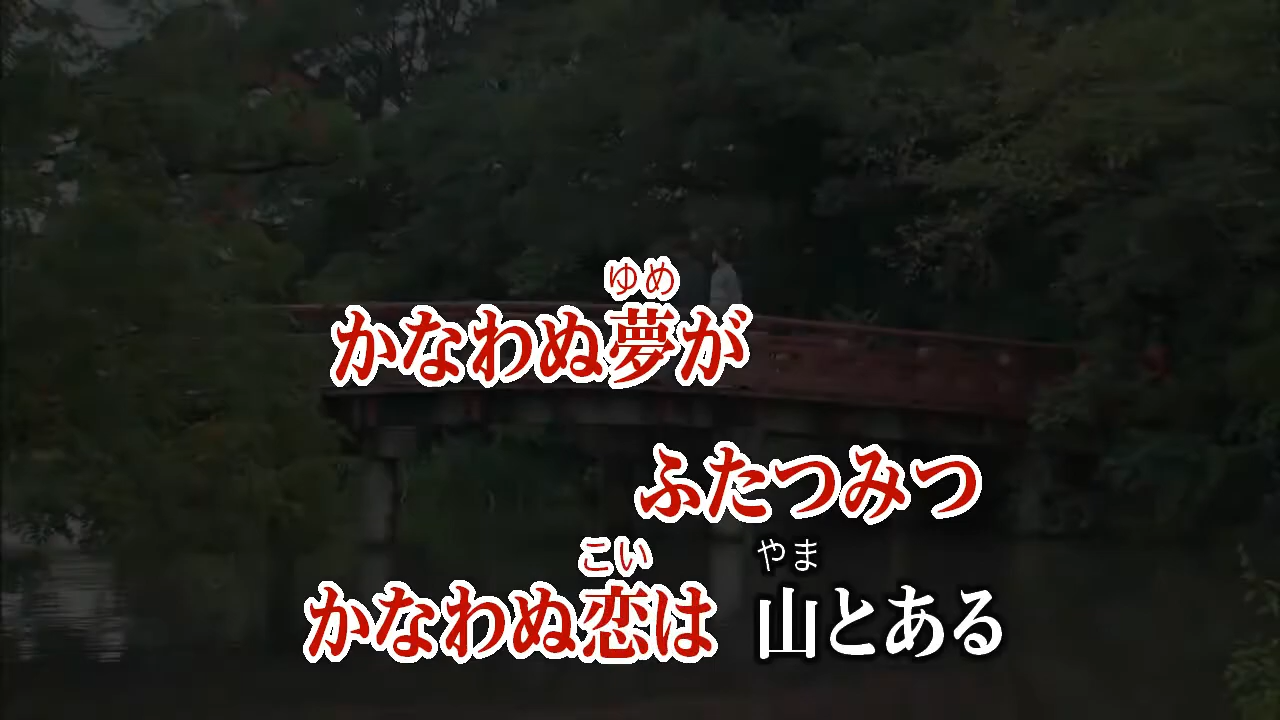 ゆめ
かなわぬ夢が
ふたつみつ
こい やま
かなわぬ恋は 山とある